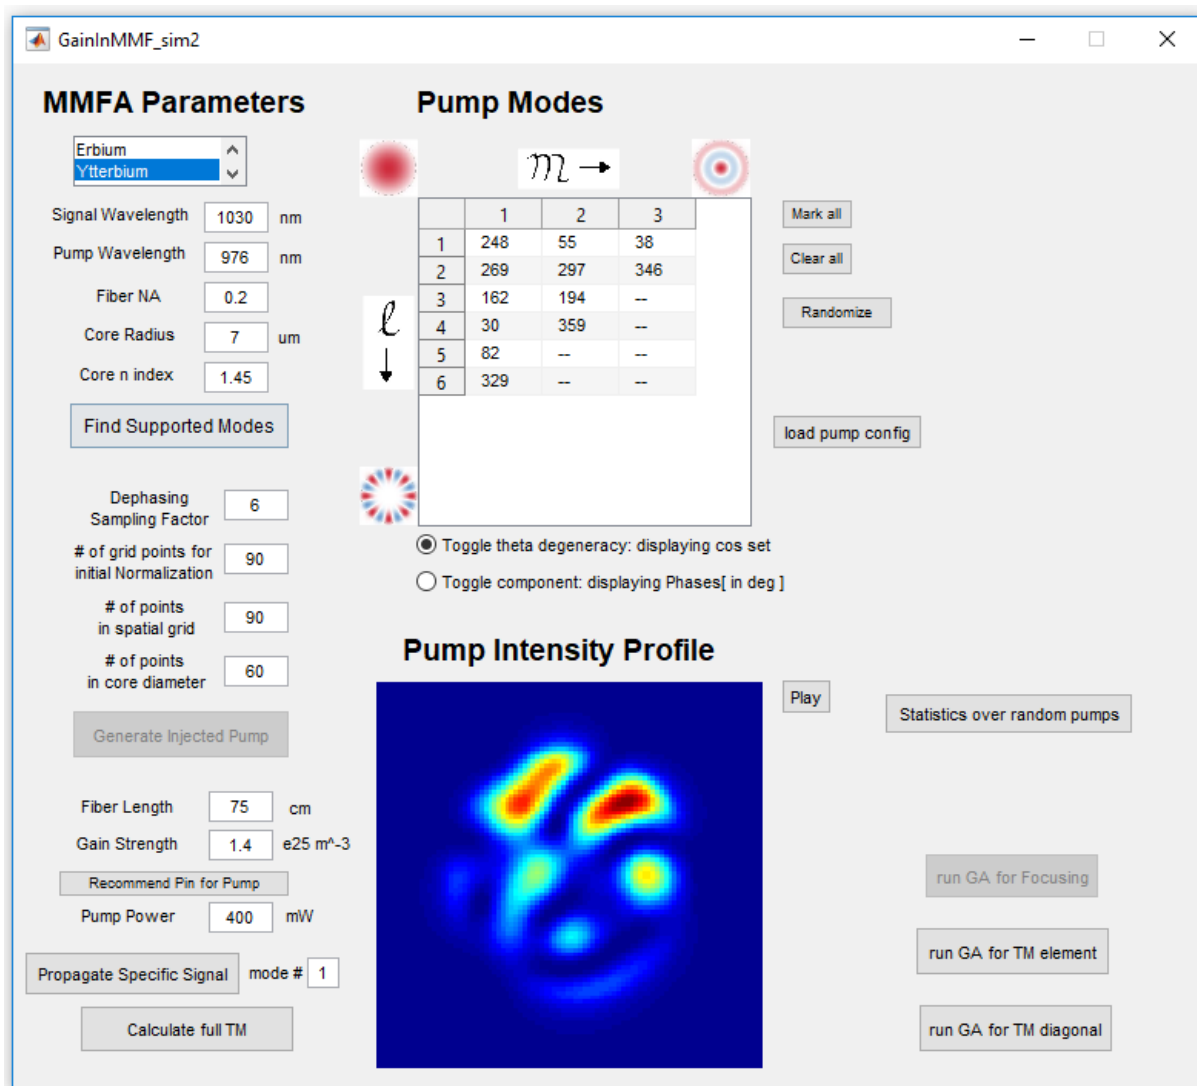 GainInMMF_sim2
MMFA Parameters
Erbium
Ytterbium
Signal Wavelength 1030 nm
Pump Wavelength 976 nm
Fiber NA 0.2
Core Radius 7 um
Core n index 1.45
Find Supported Modes
Dephasing
Sampling Factor 6
# of grid points for
initial Normalization 90
# of points
in spatial grid 90
# of points
in core diameter 60
Generate Injected Pump
Fiber Length 75 cm
Gain Strength 1.4 e25 m^-3
Recommend Pin for Pump
Pump Power 400 mW
Propagate Specific Signal mode # 1
Calculate full TM
Pump Modes
m →
ℓ ↓
1 2 3
1 248 55 38
2 269 297 346
3 162 194 --
4 30 359 --
5 82 -- --
6 329 -- --
Mark all
Clear all
Randomize
load pump config
Toggle theta degeneracy: displaying cos set
Toggle component: displaying Phases[ in deg ]
Pump Intensity Profile
Play
Statistics over random pumps
run GA for Focusing
run GA for TM element
run GA for TM diagonal